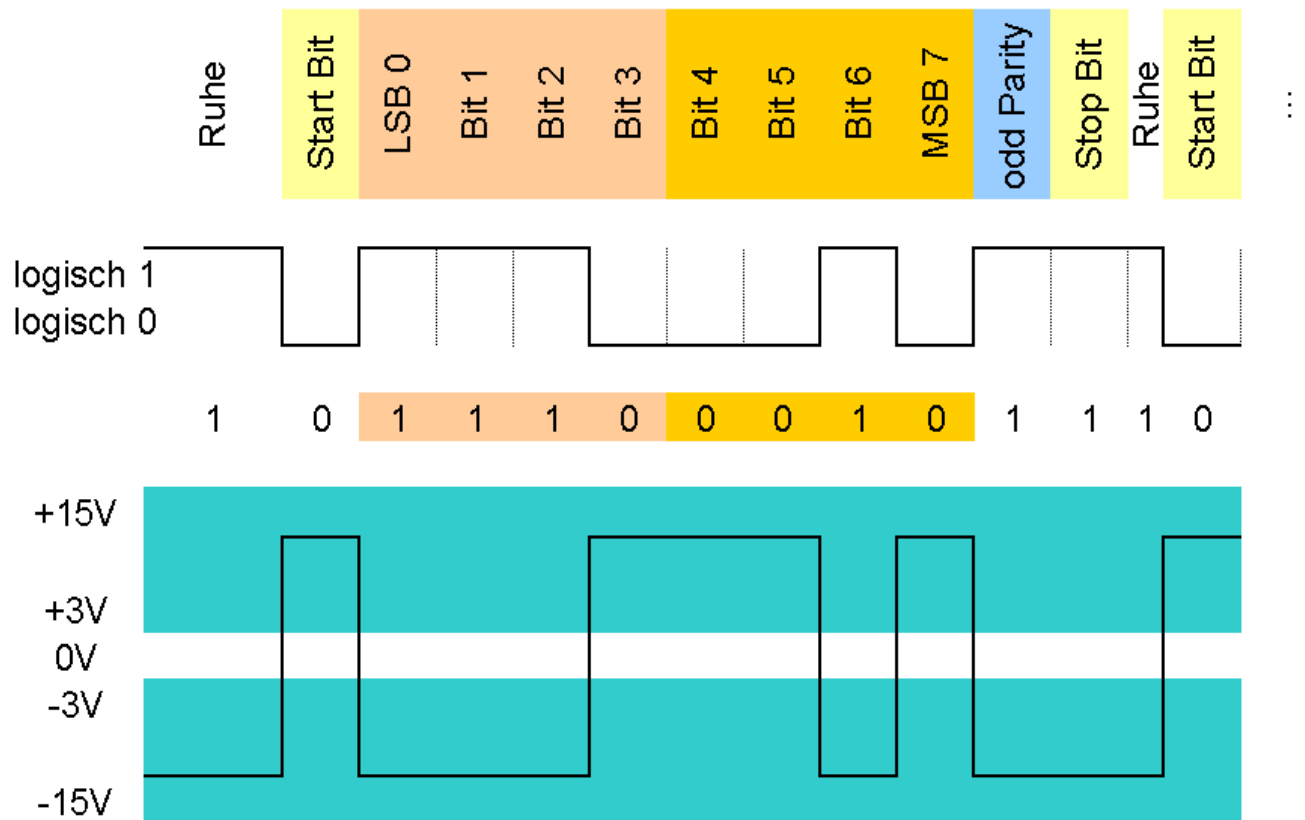 Ruhe
Start Bit
LSB 0
Bit 1
Bit 2
Bit 3
Bit 4
Bit 5
Bit 6
MSB 7
odd Parity
Stop Bit
Ruhe
Start Bit
...
logisch 1
logisch 0
1 0 1 1 1 0 0 0 1 0 1 1 1 0
+15V
+3V
0V
-3V
-15V